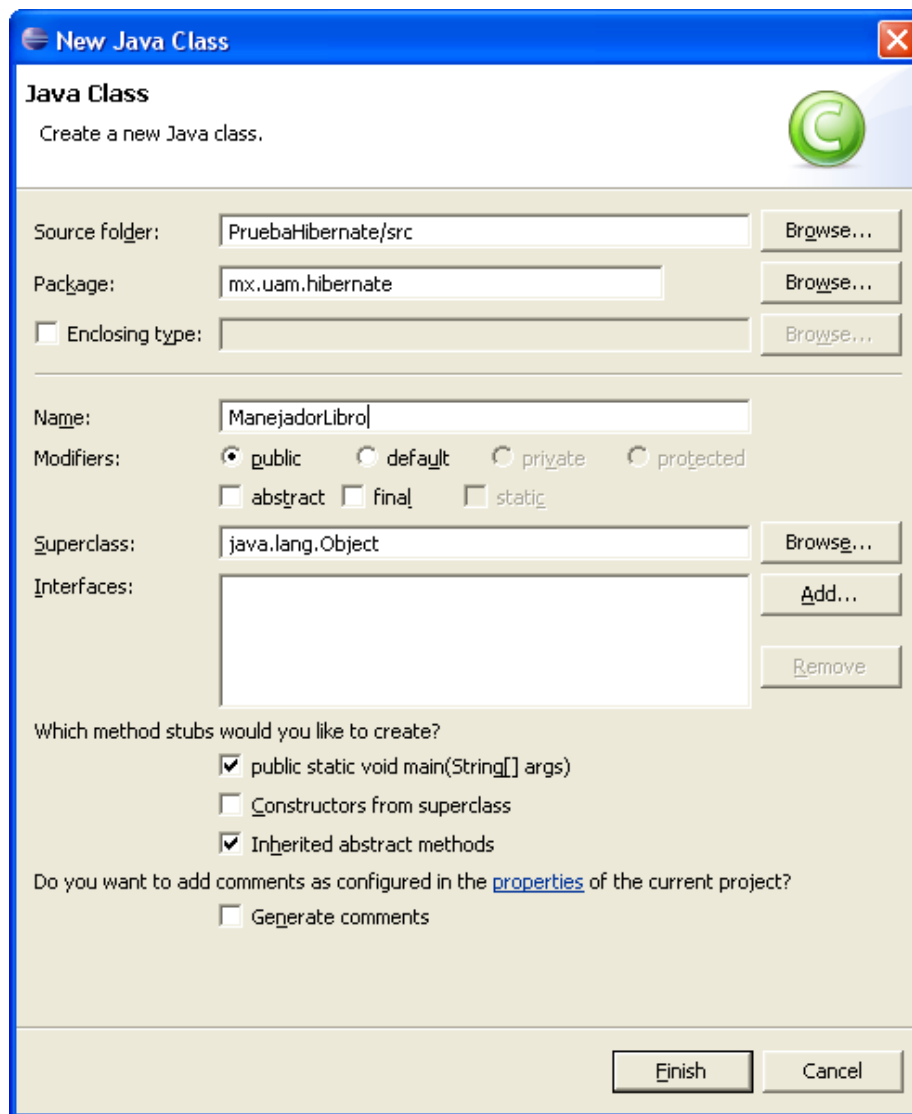 New Java Class
Java Class
Create a new Java class.
C
Source folder: PruebaHibernate/src Browse...
Package: mx.uam.hibernate Browse...
Enclosing type: Browse...
Name: ManejadorLibro
Modifiers: public default private protected
abstract final static
Superclass: java.lang.Object Browse...
Interfaces: Add...
Remove
Which method stubs would you like to create?
public static void main(String[] args)
Constructors from superclass
Inherited abstract methods
Do you want to add comments as configured in the properties of the current project?
Generate comments
Finish Cancel